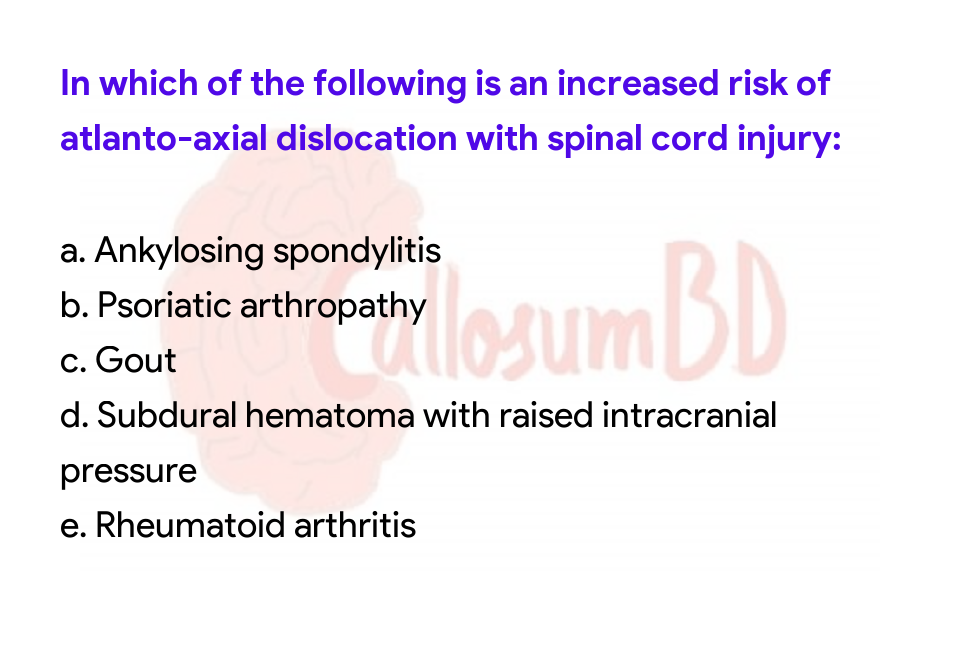 In which of the following is an increased risk of
atlanto-axial dislocation with spinal cord injury:
a. Ankylosing spondylitis
b. Psoriatic arthropathy
CallosumBD
c. Gout
d. Subdural hematoma with raised intracranial
pressure
e. Rheumatoid arthritis